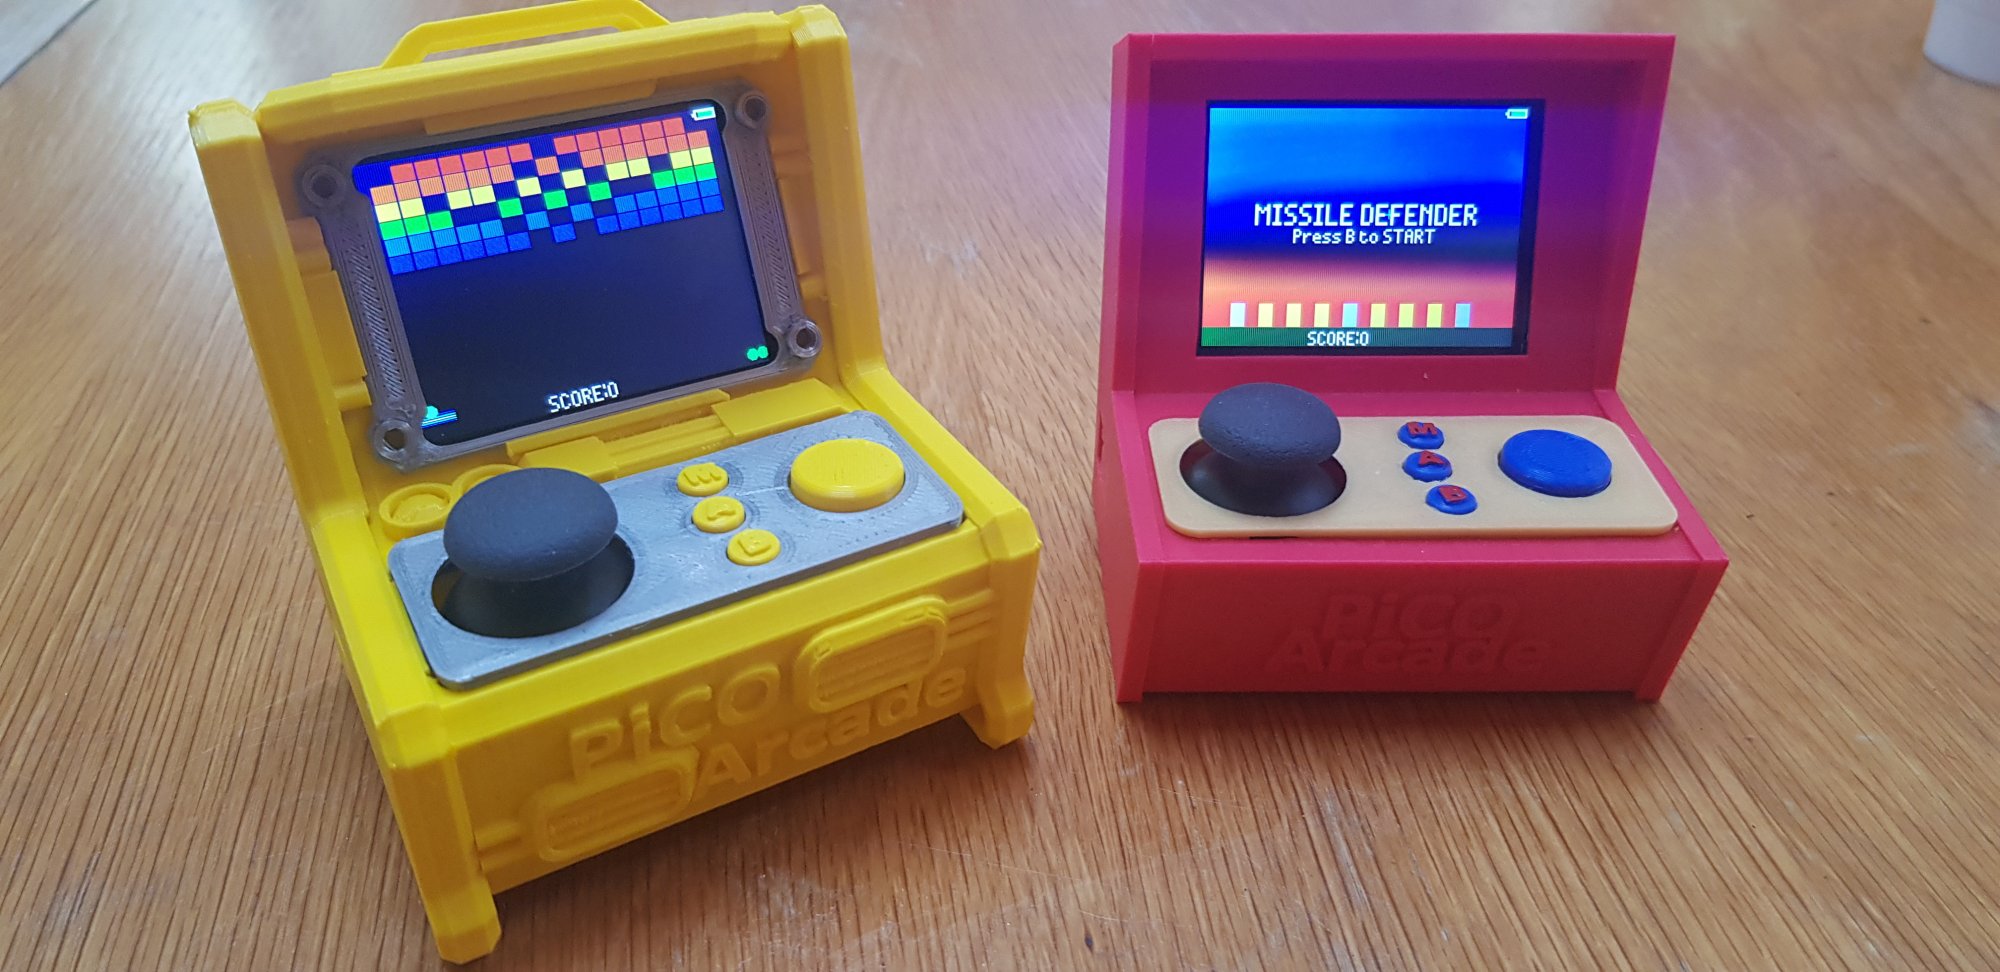 SCORE:0
M
A
B
PiCO
Arcade
MISSILE DEFENDER
Press B to START
SCORE:0
M
A
B
PiCO
Arcade